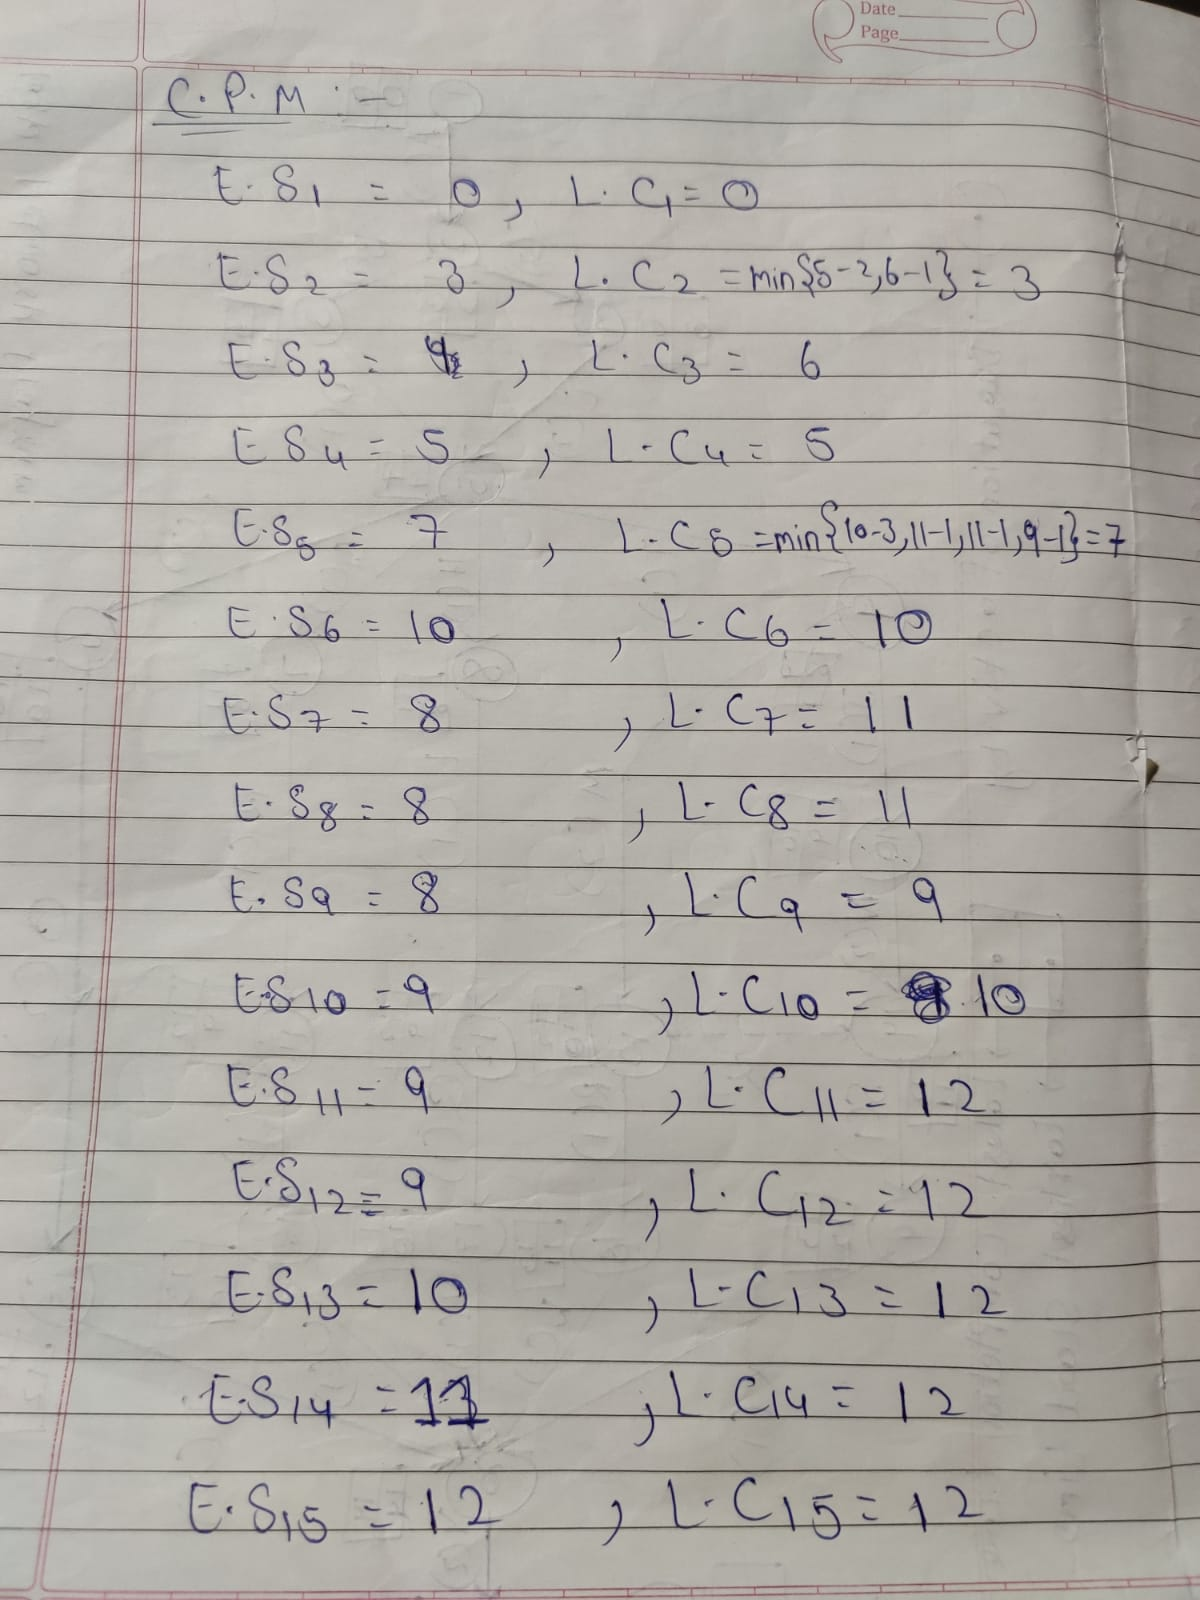 Date
Page
C.P.M :-
E.S1 = 0, L.C1 = 0
E.S2 = 3, L.C2 = min{5-2,6-1} = 3
E.S3 = 4, L.C3 = 6
E S4 = 5, L.C4 = 5
E.S5 = 7, L.C5 = min{10-3,11-1,11-1,9-1} = 7
E.S6 = 10, L.C6 = 10
E.S7 = 8, L.C7 = 11
E.S8 = 8, L.C8 = 11
E.S9 = 8, L.C9 = 9
E.S10 = 9, L.C10 = 10
E.S11 = 9, L.C11 = 12
E.S12 = 9, L.C12 = 12
E.S13 = 10, L.C13 = 12
E.S14 = 11, L.C14 = 12
E.S15 = 12, L.C15 = 12